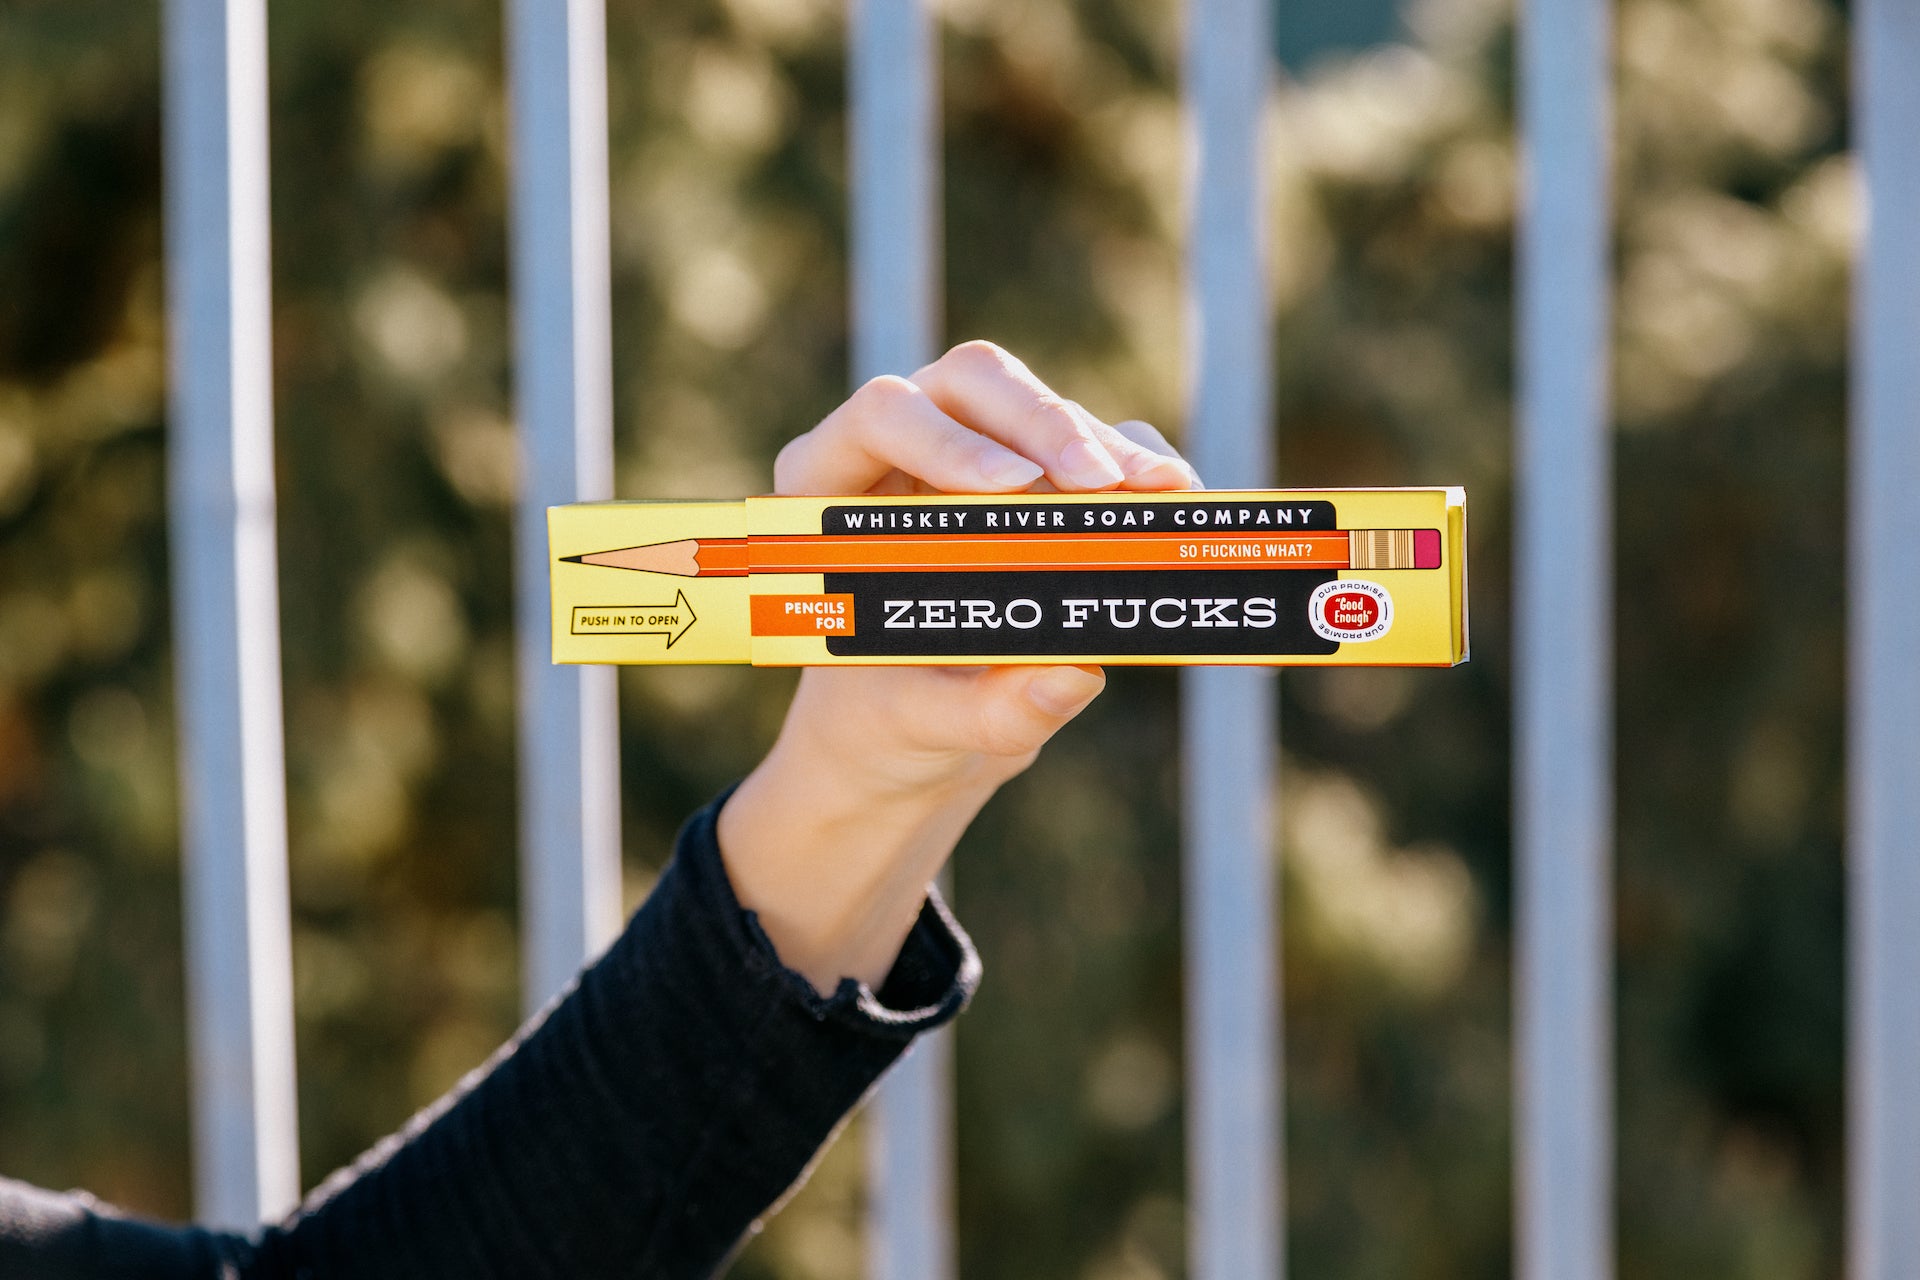 WHISKEY RIVER SOAP COMPANY
SO FUCKING WHAT?
PUSH IN TO OPEN
PENCILS
FOR
ZERO FUCKS
OUR PROMISE
"Good
Enough"
OUR PROMISE